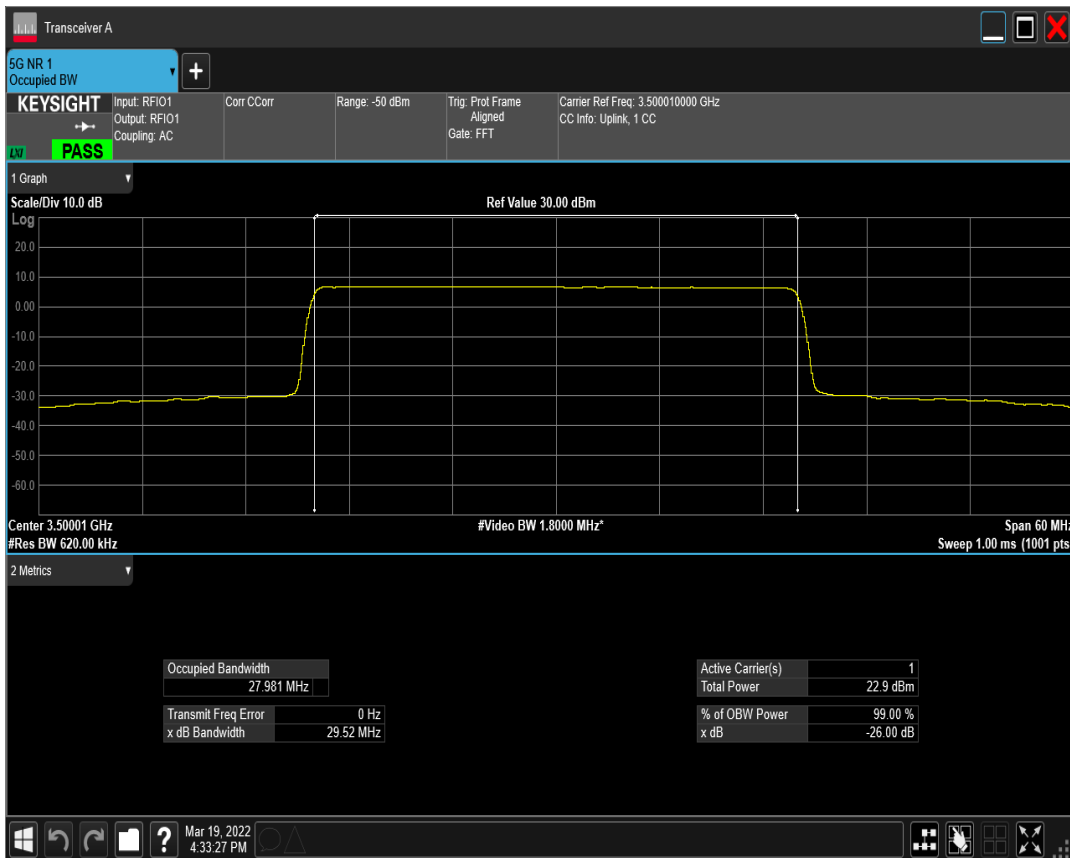 Transceiver A
5G NR 1
Occupied BW
KEYSIGHT
LXI
PASS
Input: RFIO1
Output: RFIO1
Coupling: AC
Corr CCorr
Range: -50 dBm
Trig: Prot Frame
Aligned
Gate: FFT
Carrier Ref Freq: 3.500010000 GHz
CC Info: Uplink, 1 CC
1 Graph
Scale/Div 10.0 dB
Ref Value 30.00 dBm
Log
20.0
10.0
0.00
-10.0
-20.0
-30.0
-40.0
-50.0
-60.0
Center 3.50001 GHz
#Video BW 1.8000 MHz*
Span 60 MHz
#Res BW 620.00 kHz
Sweep 1.00 ms (1001 pts
2 Metrics
Occupied Bandwidth
27.981 MHz
Transmit Freq Error 0 Hz
x dB Bandwidth 29.52 MHz
Active Carrier(s) 1
Total Power 22.9 dBm
% of OBW Power 99.00 %
x dB -26.00 dB
Mar 19, 2022
4:33:27 PM